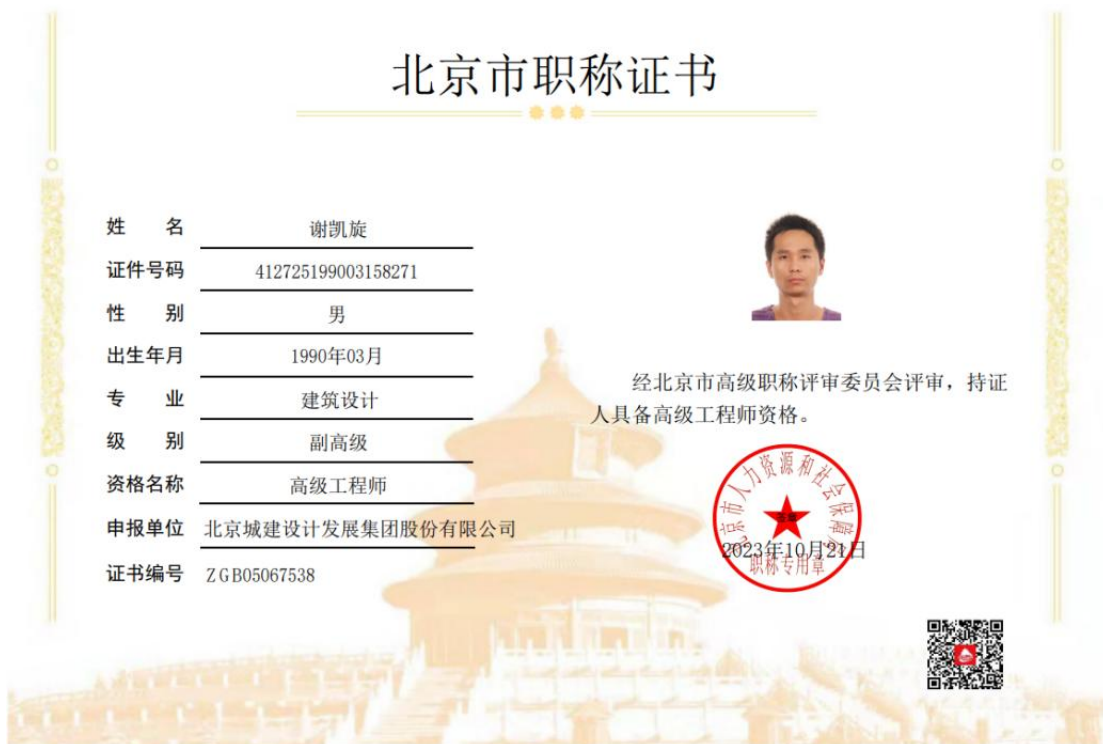 北京市职称证书
姓 名 谢凯旋
证件号码 412725199003158271
性 别 男
出生年月 1990年03月
专 业 建筑设计
级 别 副高级
资格名称 高级工程师
申报单位 北京城建设计发展集团股份有限公司
证书编号 ZGB05067538
经北京市高级职称评审委员会评审，持证
人具备高级工程师资格。
北京市人力资源和社会保障局
2023年10月21日
职称专用章